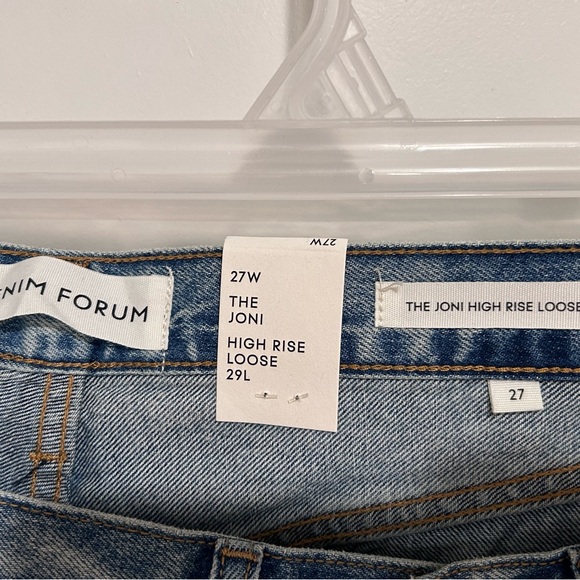 27W
NIM FORUM
27W
THE
JONI
HIGH RISE
LOOSE
29L
THE JONI HIGH RISE LOOSE
27